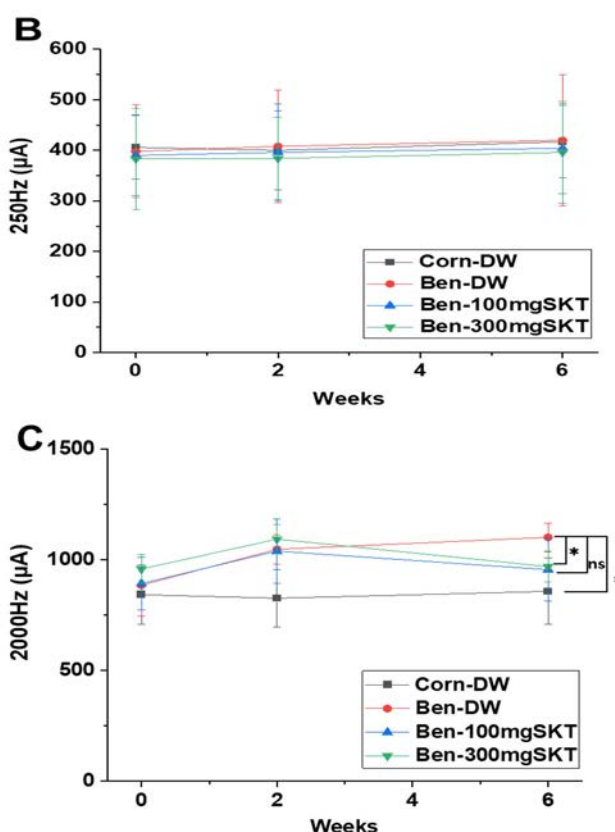 B
600
500
400
300
200
100
0
250Hz (µA)
Corn-DW
Ben-DW
Ben-100mgSKT
Ben-300mgSKT
0 2 4 6
Weeks
C
1500
1000
500
0
2000Hz (µA)
* ns
Corn-DW
Ben-DW
Ben-100mgSKT
Ben-300mgSKT
0 2 4 6
Weeks